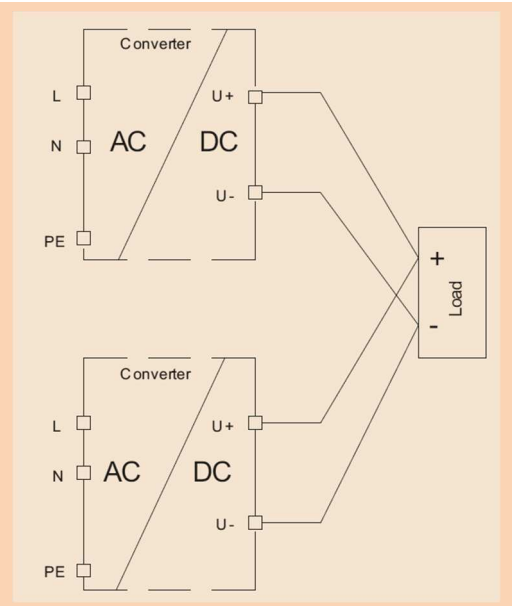 Converter
L
U+
N
AC
DC
U-
PE
+
Load
-
Converter
L
U+
N
AC
DC
U-
PE